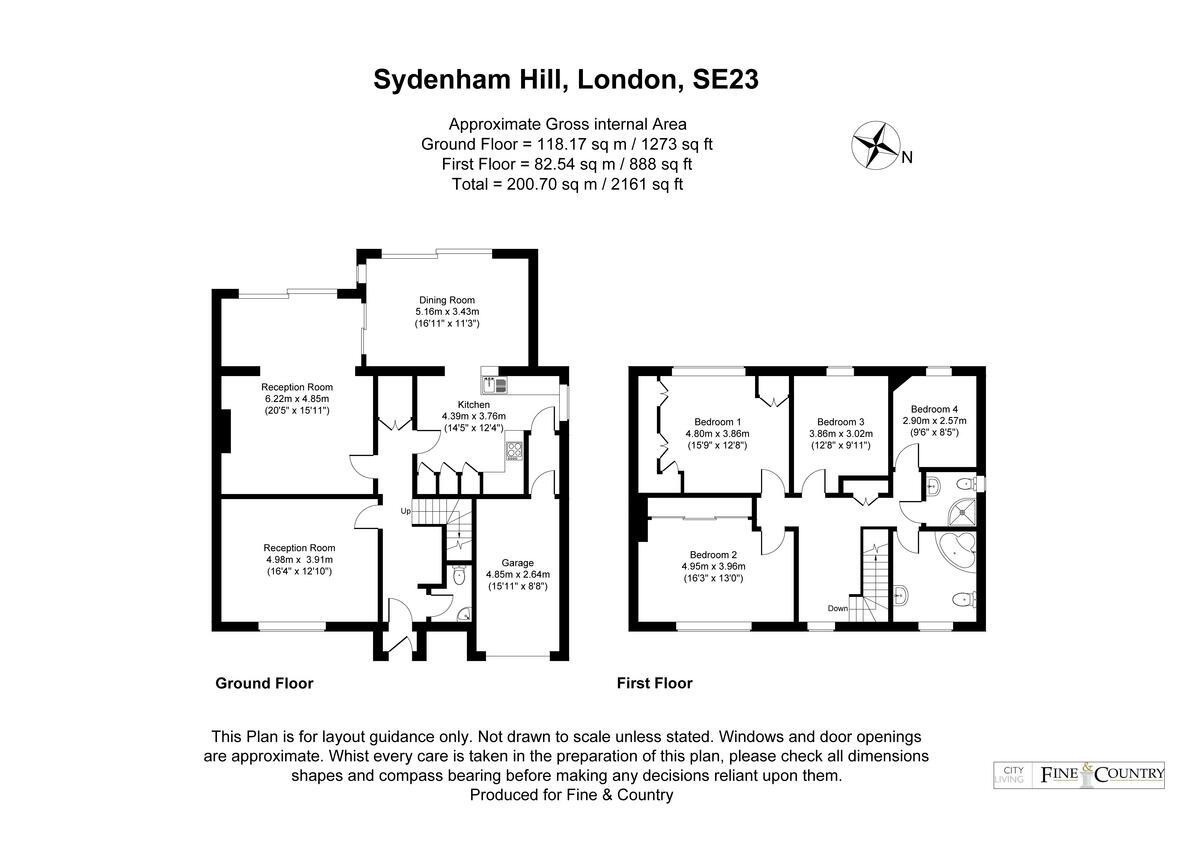 Sydenham Hill, London, SE23
Approximate Gross internal Area
Ground Floor = 118.17 sq m / 1273 sq ft
First Floor = 82.54 sq m / 888 sq ft
Total = 200.70 sq m / 2161 sq ft
N
Dining Room
5.16m x 3.43m
(16'11" x 11'3")
Reception Room
6.22m x 4.85m
(20'5" x 15'11")
Kitchen
4.39m x 3.76m
(14'5" x 12'4")
Up
Reception Room
4.98m x 3.91m
(16'4" x 12'10")
Garage
4.85m x 2.64m
(15'11" x 8'8")
Ground Floor
Bedroom 1
4.80m x 3.86m
(15'9" x 12'8")
Bedroom 3
3.86m x 3.02m
(12'8" x 9'11")
Bedroom 4
2.90m x 2.57m
(9'6" x 8'5")
Bedroom 2
4.95m x 3.96m
(16'3" x 13'0")
Down
First Floor
This Plan is for layout guidance only. Not drawn to scale unless stated. Windows and door openings
are approximate. Whist every care is taken in the preparation of this plan, please check all dimensions
shapes and compass bearing before making any decisions reliant upon them.
Produced for Fine & Country
CITY
LIVING
FINE & COUNTRY